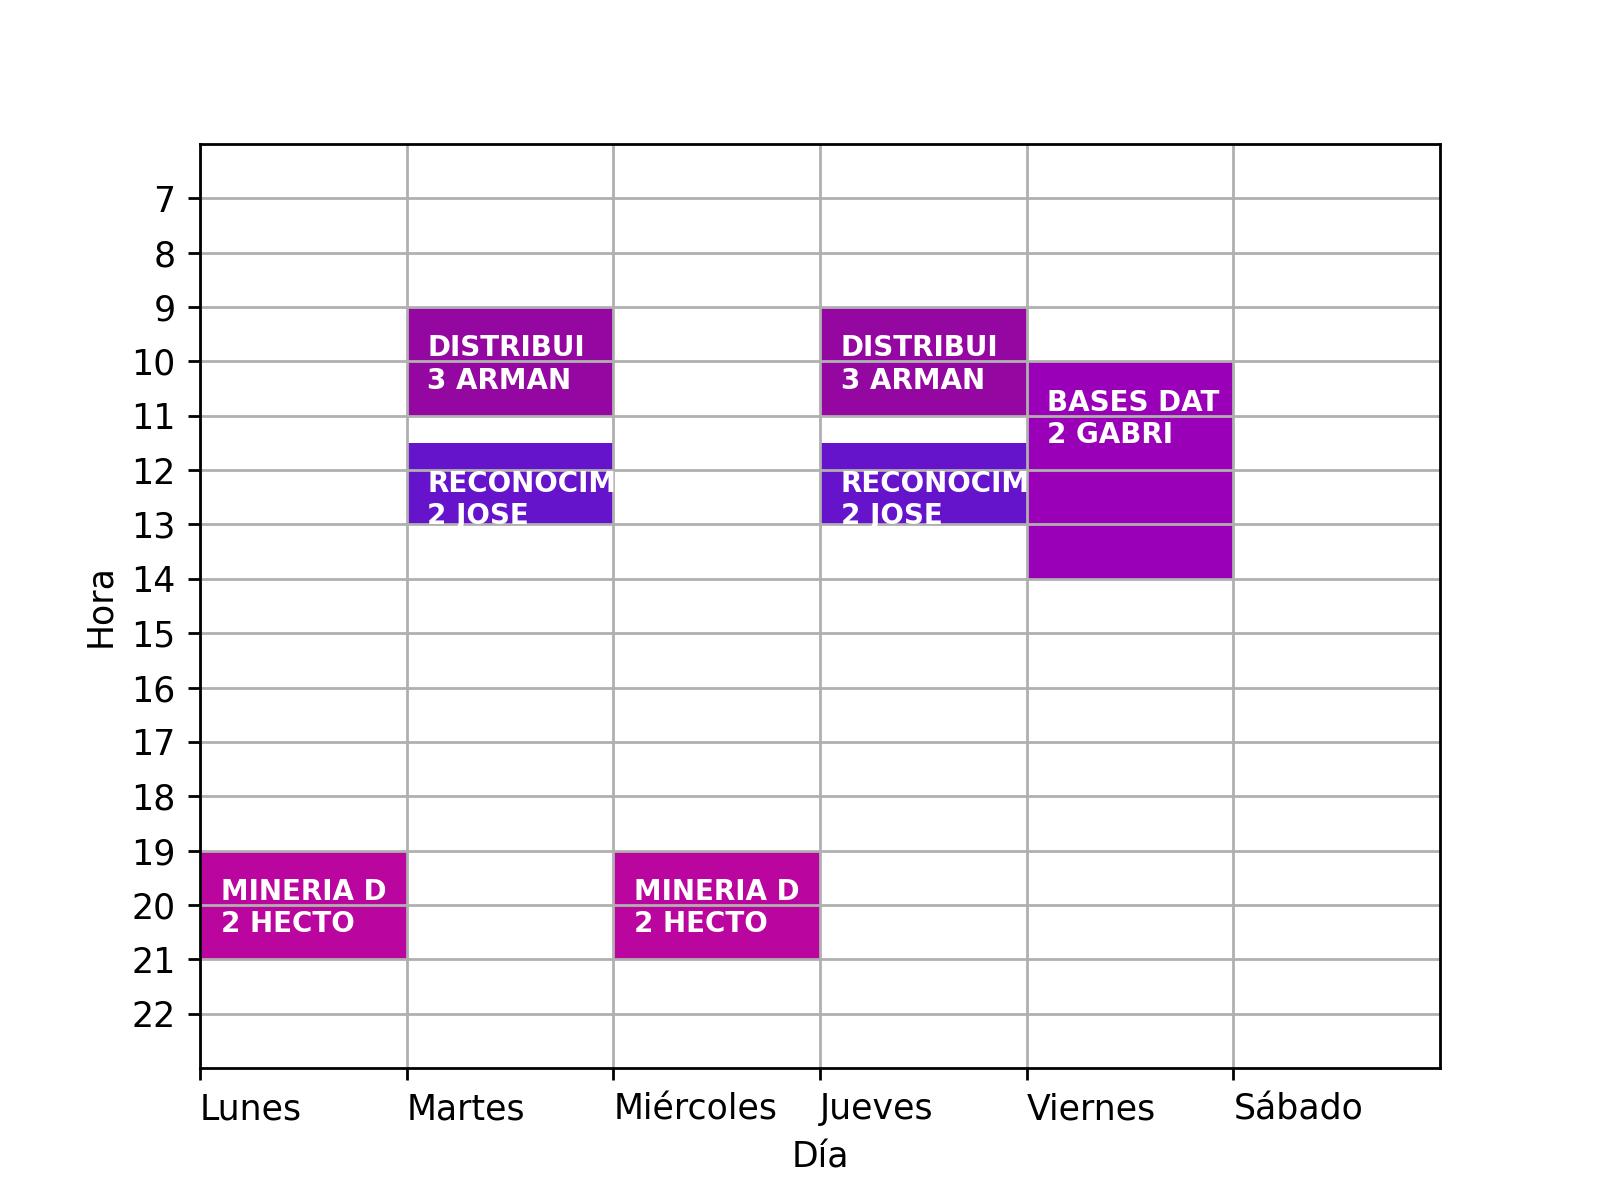 7
8
9
10
11
12
13
14
15
16
17
18
19
20
21
22
Hora
DISTRIBUI
3 ARMAN
DISTRIBUI
3 ARMAN
BASES DAT
2 GABRI
RECONOCIM
2 JOSE
RECONOCIM
2 JOSE
MINERIA D
2 HECTO
MINERIA D
2 HECTO
Lunes
Martes
Miércoles
Jueves
Viernes
Sábado
Día